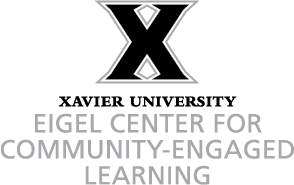 X
XAVIER UNIVERSITY
EIGEL CENTER FOR
COMMUNITY-ENGAGED
LEARNING